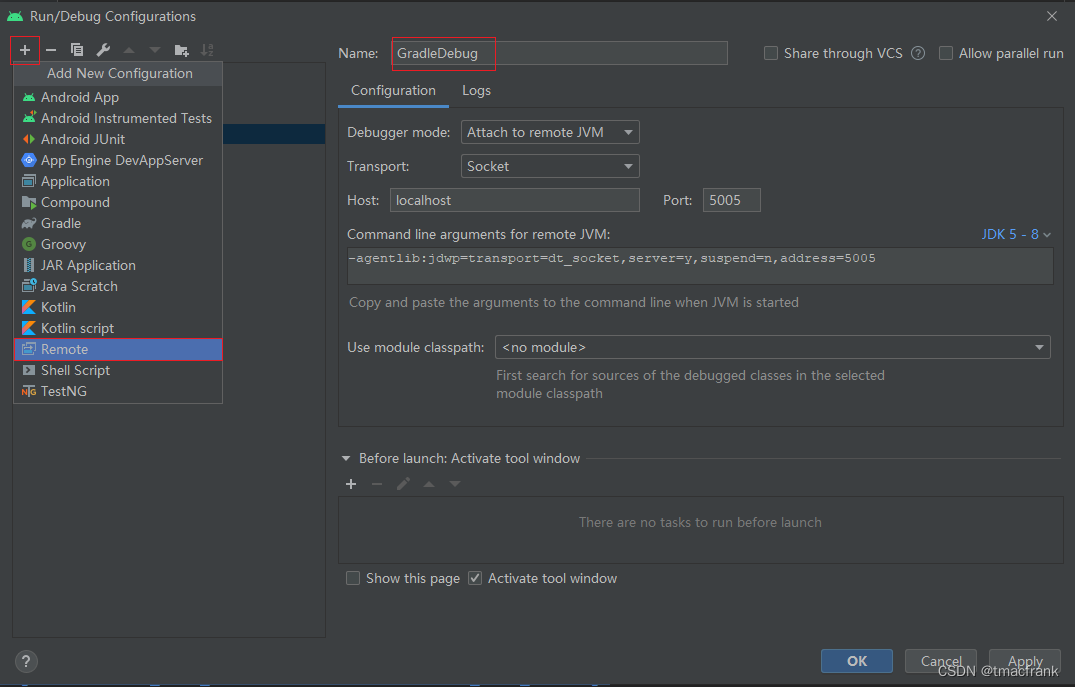 Run/Debug Configurations
Add New Configuration
Android App
Android Instrumented Tests
Android JUnit
App Engine DevAppServer
Application
Compound
Gradle
Groovy
JAR Application
Java Scratch
Kotlin
Kotlin script
Remote
Shell Script
TestNG
Name: GradleDebug
Share through VCS ?
Allow parallel run
Configuration Logs
Debugger mode: Attach to remote JVM
Transport: Socket
Host: localhost Port: 5005
Command line arguments for remote JVM: JDK 5 - 8
-agentlib:jdwp=transport=dt_socket,server=y,suspend=n,address=5005
Copy and paste the arguments to the command line when JVM is started
Use module classpath: <no module>
First search for sources of the debugged classes in the selected
module classpath
Before launch: Activate tool window
There are no tasks to run before launch
Show this page Activate tool window
? OK Cancel Apply
CSDN @tmacfrank